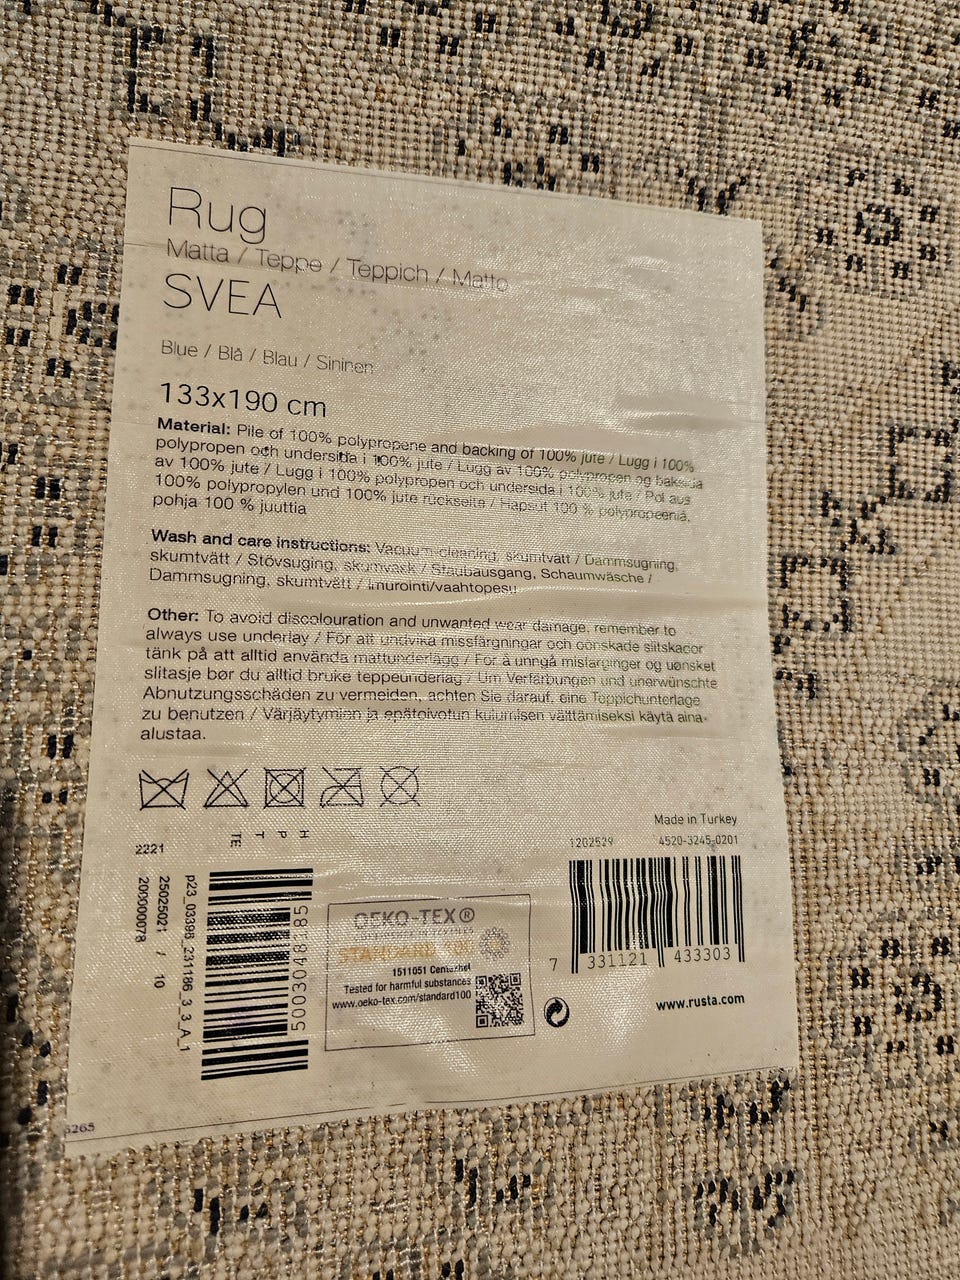 Rug
Matta / Teppe / Teppich / Matto
SVEA
Blue / Blå / Blau / Sininen
133x190 cm
Material: Pile of 100% polypropene and backing of 100% jute / Lugg i 100%
polypropen och undersida i 100% jute / Lugg av 100% polypropen og bakside
av 100% jute / Lugg i 100% polypropen och undersida i 100% jute / Pol aus
100% polypropylen und 100% jute rückseite / Hapsut 100 % polypropeenia,
pohja 100 % juuttia
Wash and care instructions: Vacuum-cleaning, skumtvätt / Dammsugning,
skumtvätt / Stövsuging, skumvask / Staubausgang, Schaumwäsche /
Dammsugning, skumtvätt / Imurointi/vaahtopesu
Other: To avoid discolouration and unwanted wear damage, remember to
always use underlay / För att undvika missfärgningar och oönskade slitskador
tänk på att alltid använda mattunderlägg / For å unngå misfarginger og uønsket
slitasje bør du alltid bruke teppeunderlag / Um Verfärbungen und unerwünschte
Abnutzungsschäden zu vermeiden, achten Sie darauf, eine Teppichunterlage
zu benutzen / Värjäytymien ja epätoivotun kulumisen välttämiseksi käytä aina
alustaa.
Made in Turkey
1202529 4520-3245-0201
2221
TE T P H
p23_03396_231186_3_3_A_1
25025021 / 10
200000078
5003048185
OEKO-TEX®
STANDARD 100
1511051 Centexbel
Tested for harmful substances
www.oeko-tex.com/standard100
7 331121 433303
www.rusta.com
3265